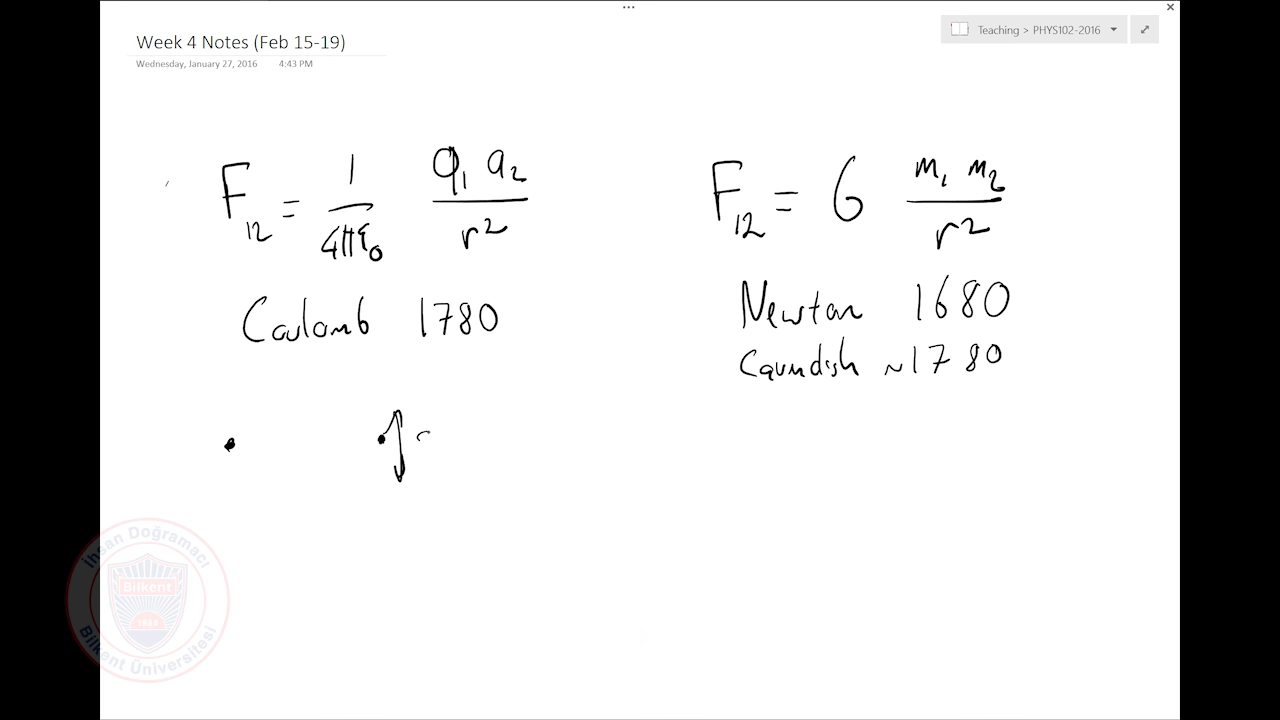 Week 4 Notes (Feb 15-19)
Wednesday, January 27, 2016 4:43 PM
Teaching > PHYS102-2016
F₁₂ = 1/(4πε₀) q₁ q₂/r²
F₁₂ = G m₁ m₂/r²
Coulomb 1780
Newton 1680
Cavendish ~1780
İhsan Doğramacı
Bilkent
1984
Bilkent Üniversitesi